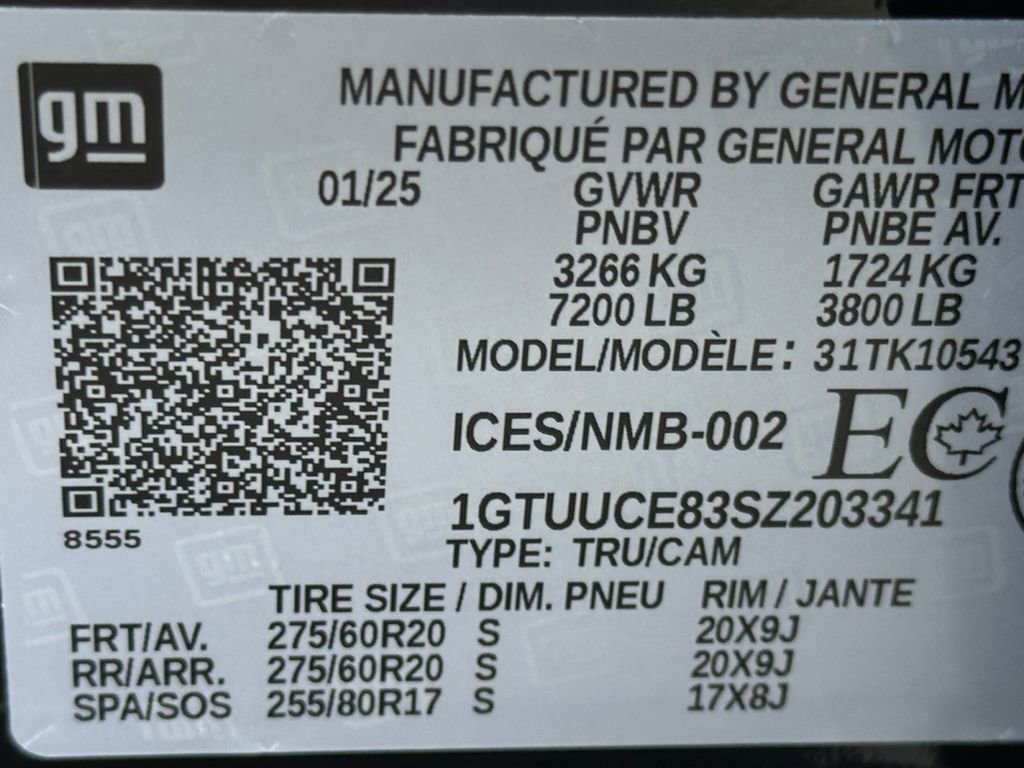 gm
MANUFACTURED BY GENERAL M
FABRIQUÉ PAR GENERAL MOTO
01/25 GVWR GAWR FRT
PNBV PNBE AV.
3266 KG 1724 KG
7200 LB 3800 LB
MODEL/MODÈLE: 31TK10543
ICES/NMB-002 EC
1GTUUCE83SZ203341
8555
TYPE: TRU/CAM
TIRE SIZE / DIM. PNEU RIM / JANTE
FRT/AV. 275/60R20 S 20X9J
RR/ARR. 275/60R20 S 20X9J
SPA/SOS 255/80R17 S 17X8J